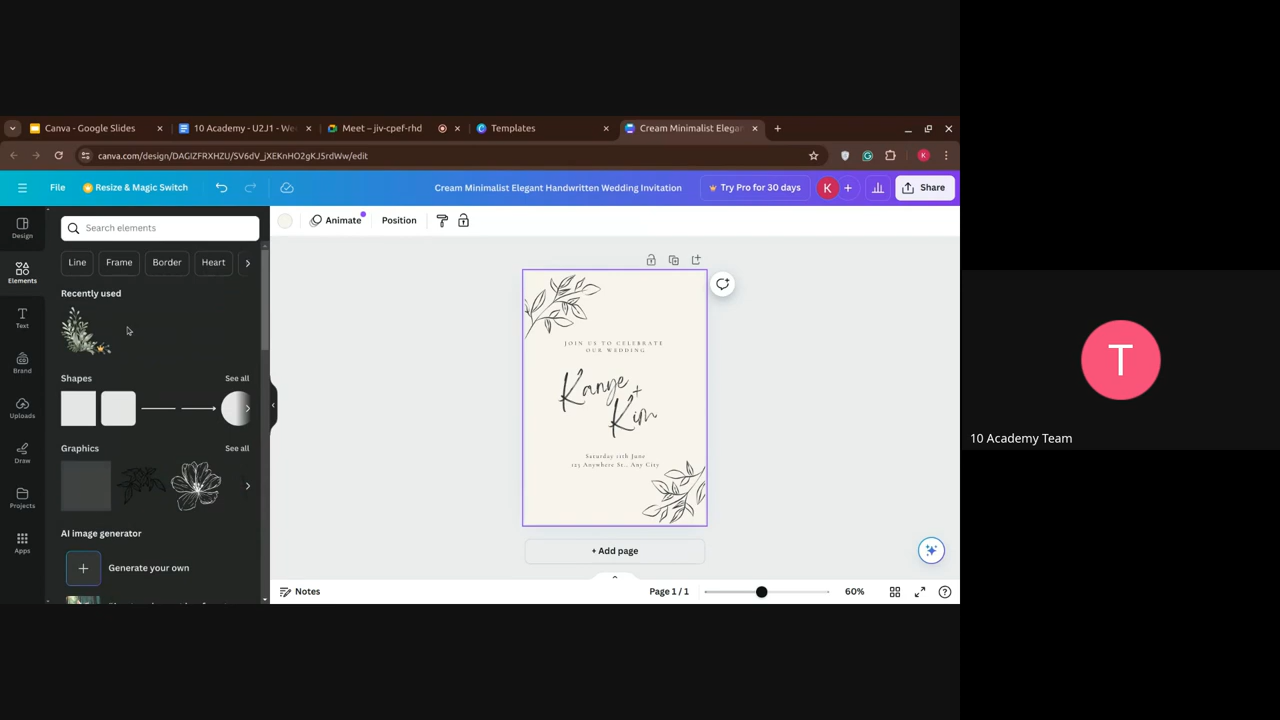 Canva - Google Slides
10 Academy - U2J1 - We
Meet – jiv-cpef-rhd
Templates
Cream Minimalist Elega
canva.com/design/DAGIZFRXHZU/SV6dV_jXEKnHO2gKJ5rdWw/edit
K
File
Resize & Magic Switch
Cream Minimalist Elegant Handwritten Wedding Invitation
Try Pro for 30 days
K
Share
Design
Elements
Text
Brand
Uploads
Draw
Projects
Apps
Search elements
Line
Frame
Border
Heart
Recently used
Shapes
See all
Graphics
See all
AI image generator
Generate your own
Animate
Position
JOIN US TO CELEBRATE
OUR WEDDING
Kanye
+
Kim
Saturday 11th June
123 Anywhere St., Any City
+ Add page
Notes
Page 1 / 1
60%
T
10 Academy Team